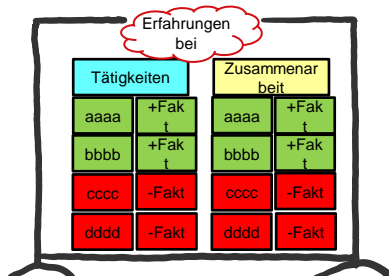 Erfahrungen
bei
Tätigkeiten
Zusammenar
beit
aaaa
+Fak
t
aaaa
+Fak
t
bbbb
+Fak
t
bbbb
+Fak
t
cccc
-Fakt
cccc
-Fakt
dddd
-Fakt
dddd
-Fakt